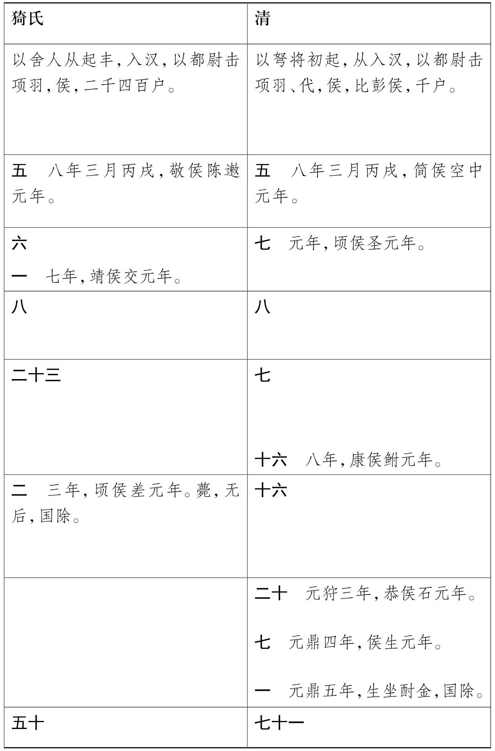 猗氏
清
以舍人从起丰，入汉，以都尉击
项羽，侯，二千四百户。
以弩将初起，从入汉，以都尉击
项羽、代，侯，比彭侯，千户。
五　八年三月丙戌，敬侯陈遬
元年。
五　八年三月丙戌，简侯空中
元年。
六
一　七年，靖侯交元年。
七　元年，顷侯圣元年。
八
八
二十三
七
十六　八年，康侯鲋元年。
二　三年，顷侯差元年。薨，无
后，国除。
十六
二十　元狩三年，恭侯石元年。
七　元鼎四年，侯生元年。
一　元鼎五年，生坐酎金，国除。
五十
七十一